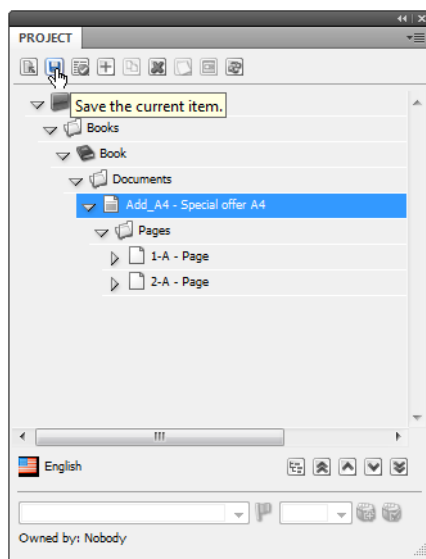 PROJECT
Save the current item.
Books
Book
Documents
Add_A4 - Special offer A4
Pages
1-A - Page
2-A - Page
English
Owned by: Nobody